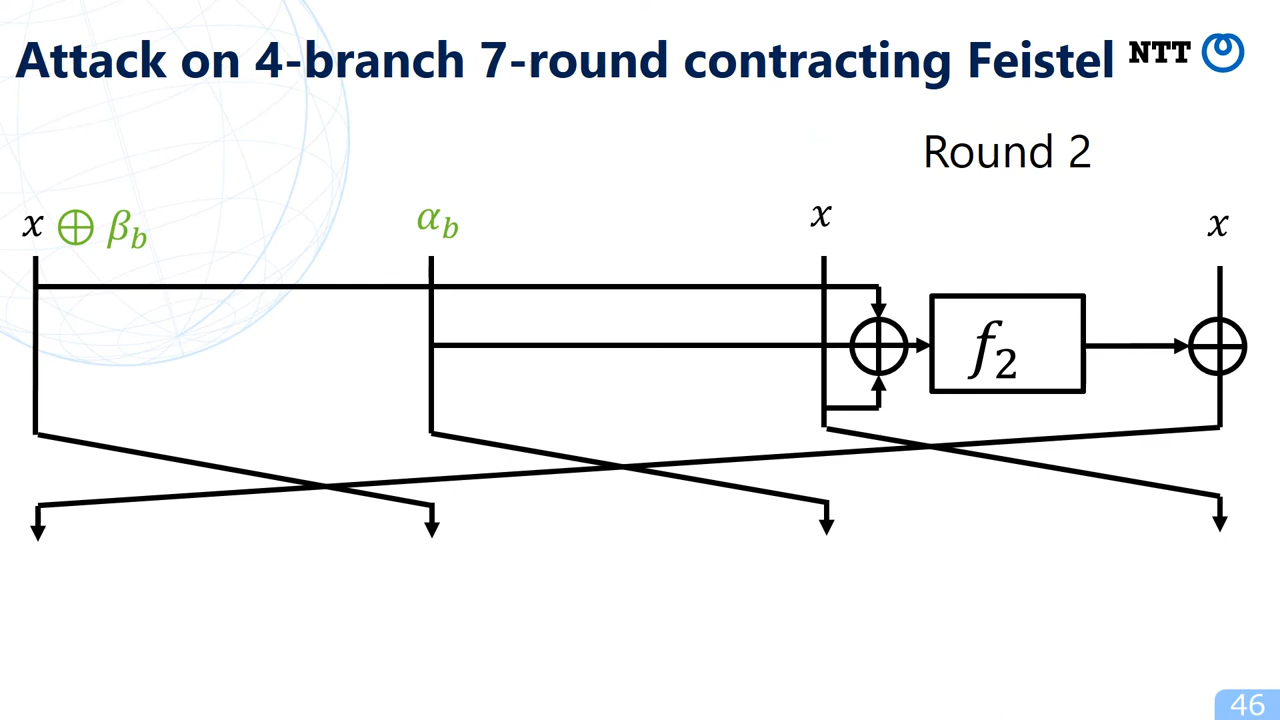 Attack on 4-branch 7-round contracting Feistel NTT
Round 2
x ⊕ β_b α_b x x
f_2
46